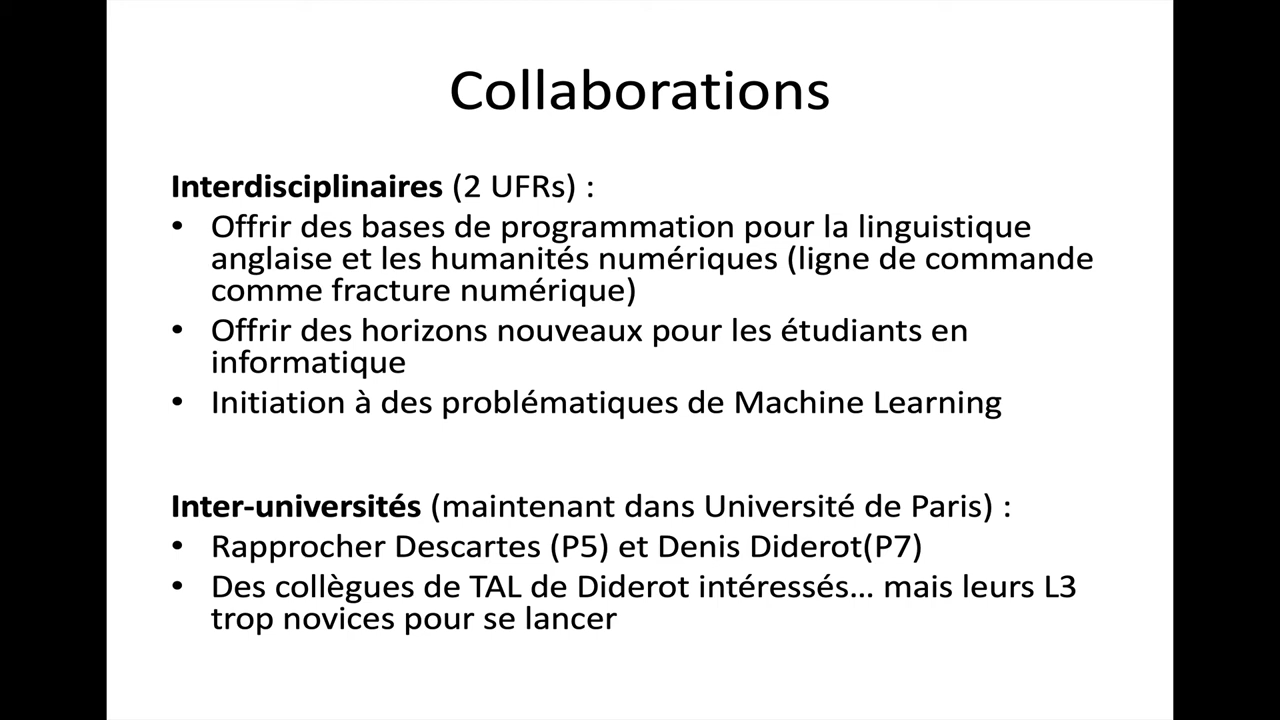 Collaborations
Interdisciplinaires (2 UFRs) :
• Offrir des bases de programmation pour la linguistique
anglaise et les humanités numériques (ligne de commande
comme fracture numérique)
• Offrir des horizons nouveaux pour les étudiants en
informatique
• Initiation à des problématiques de Machine Learning
Inter-universités (maintenant dans Université de Paris) :
• Rapprocher Descartes (P5) et Denis Diderot(P7)
• Des collègues de TAL de Diderot intéressés... mais leurs L3
trop novices pour se lancer